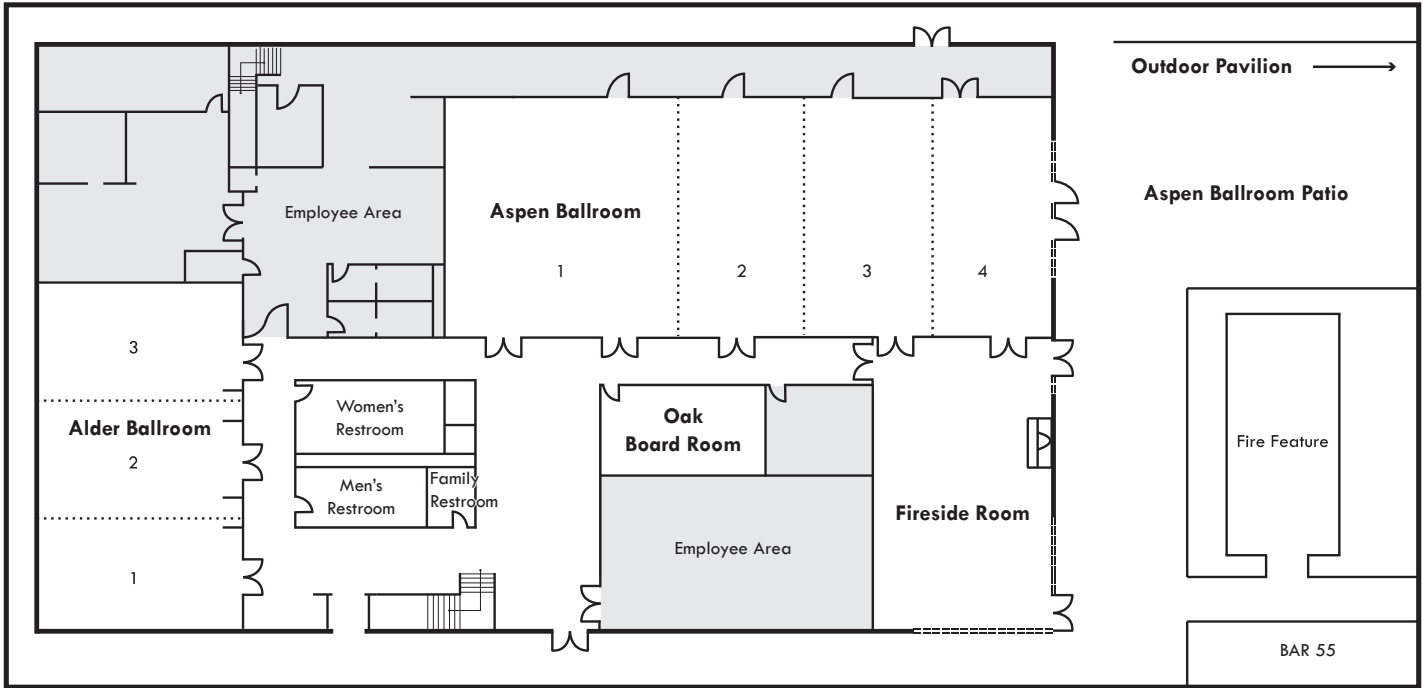 Outdoor Pavilion
Aspen Ballroom Patio
Employee Area
Aspen Ballroom
1
2
3
4
3
Alder Ballroom
2
1
Women's
Restroom
Men's
Restroom
Family
Restroom
Oak
Board Room
Employee Area
Fireside Room
Fire Feature
BAR 55